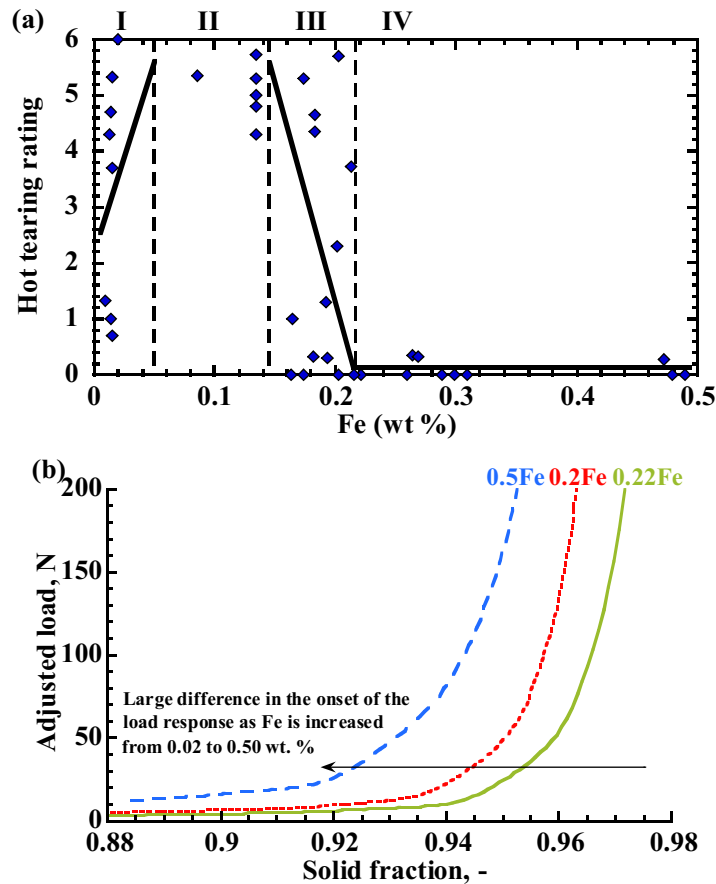 (a) I II III IV
6
5
4
3
2
1
0
Hot tearing rating
0 0.1 0.2 0.3 0.4 0.5
Fe (wt %)
(b) 0.5Fe 0.2Fe 0.22Fe
200
150
100
50
0
Adjusted load, N
Large difference in the onset of the
load response as Fe is increased
from 0.02 to 0.50 wt. %
0.88 0.9 0.92 0.94 0.96 0.98
Solid fraction, -